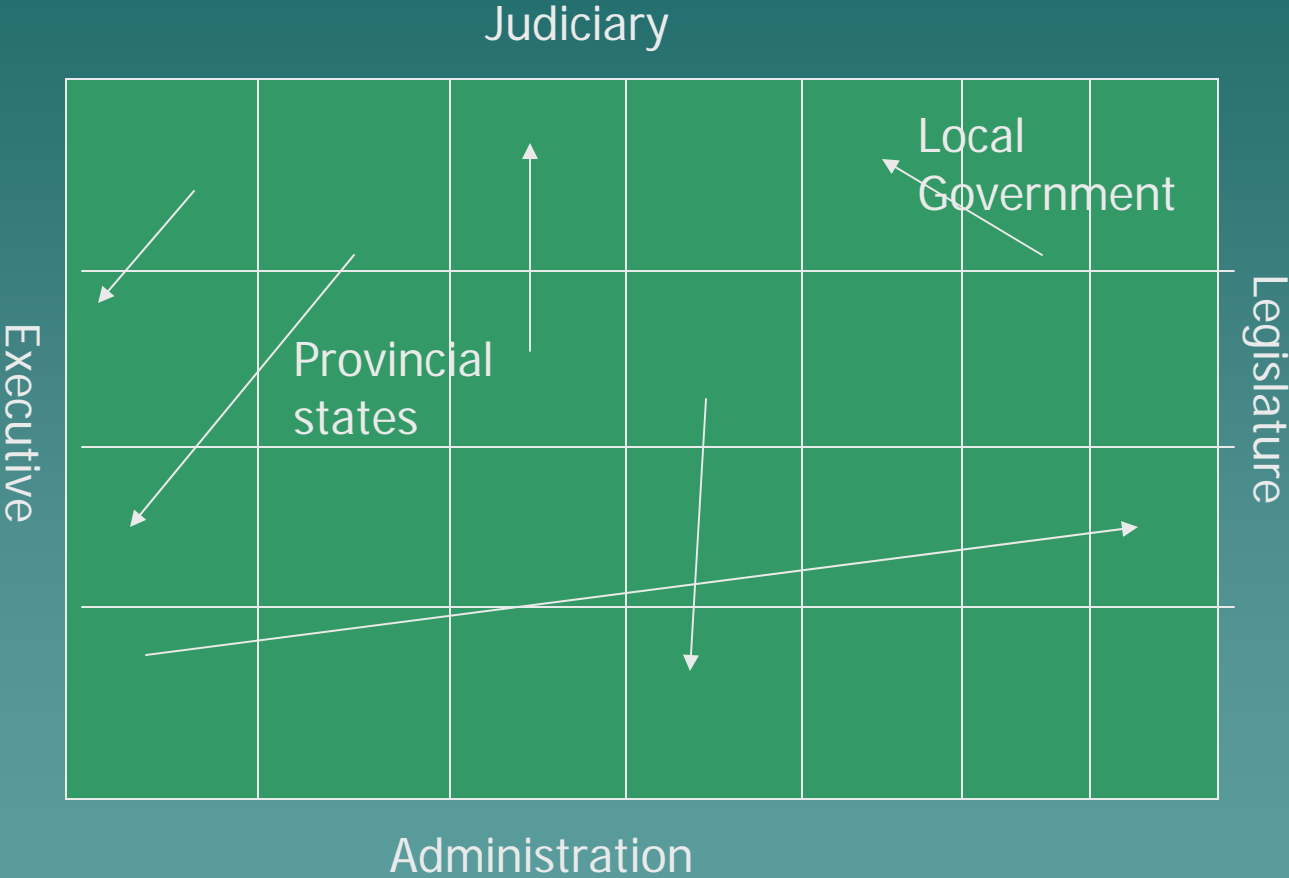 Judiciary
Local
Government
Executive
Provincial
states
Legislature
Administration